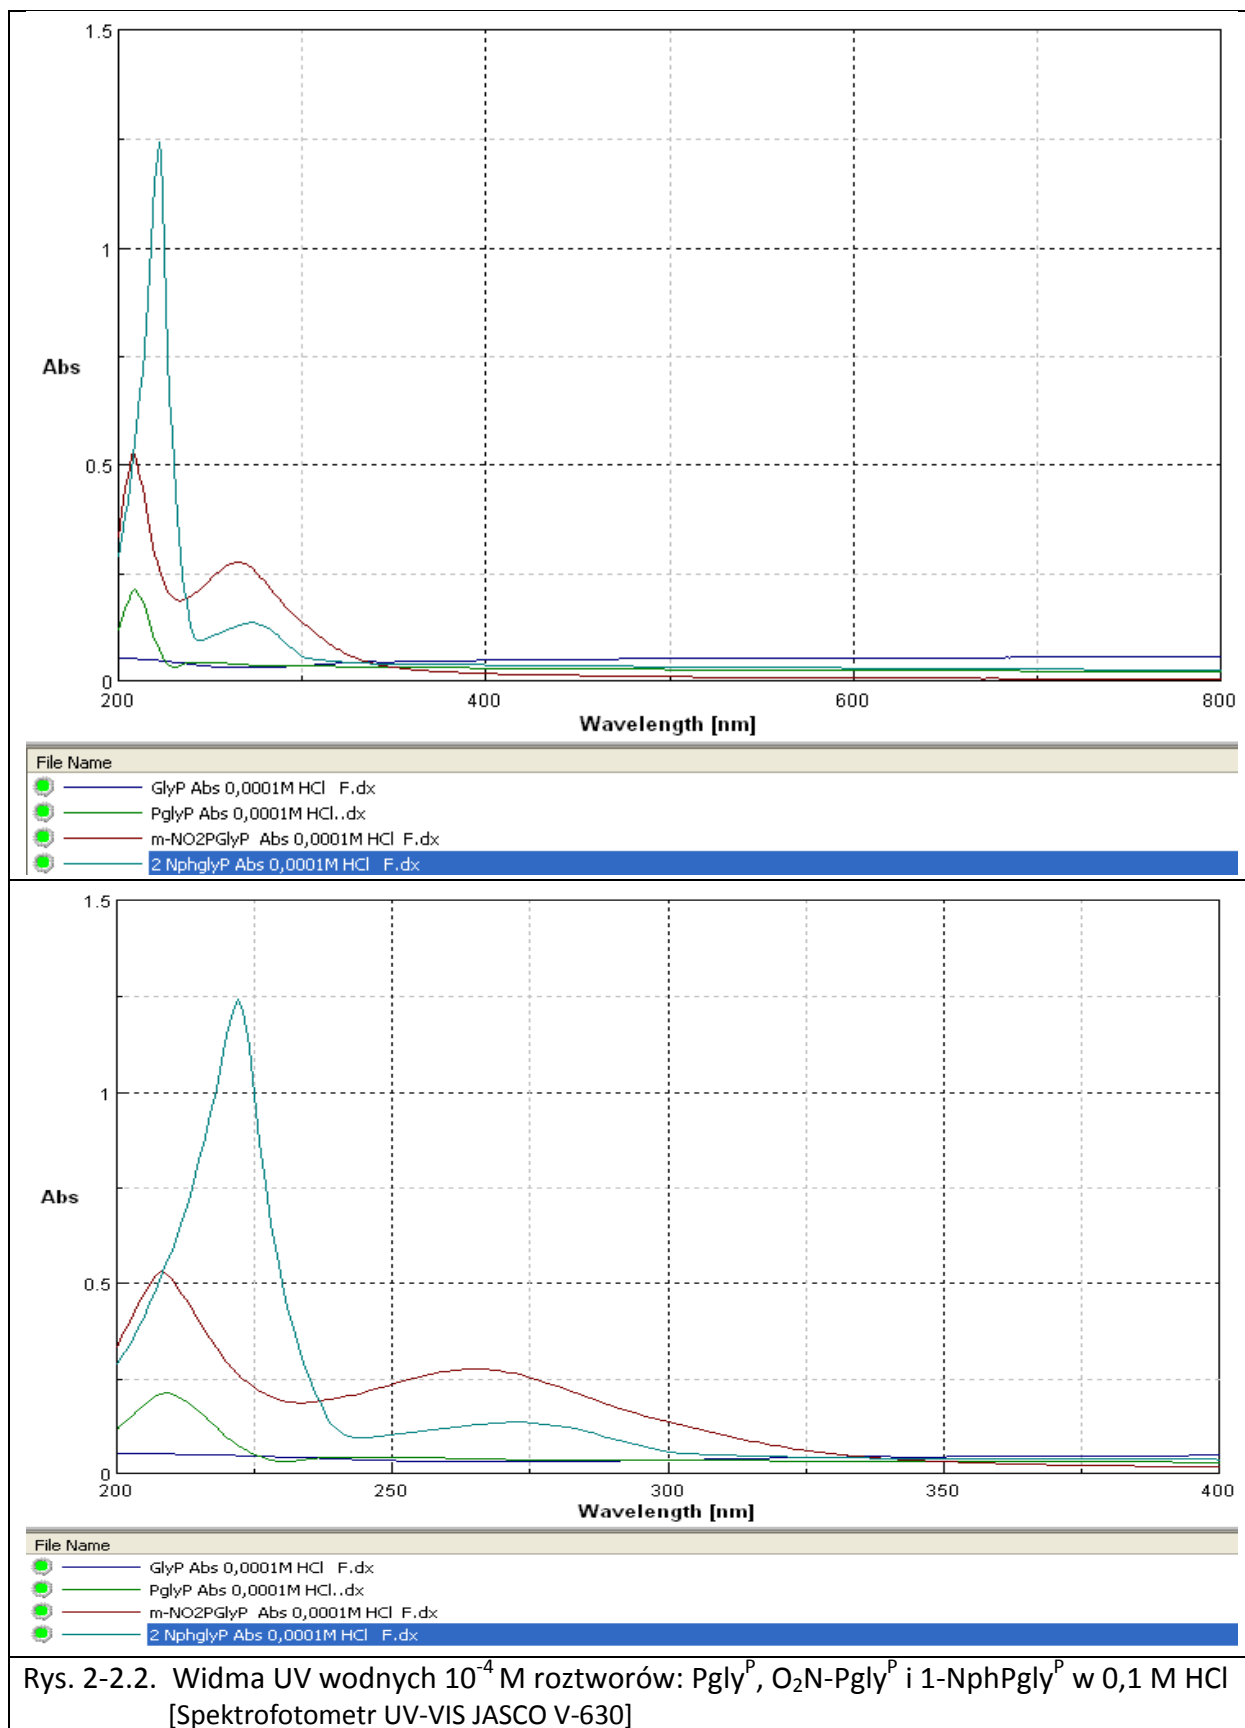 1.5
1
Abs
0.5
0
200 400 600 800
Wavelength [nm]
File Name
GlyP Abs 0,0001M HCl F.dx
PglyP Abs 0,0001M HCl..dx
m-NO2PGlyP Abs 0,0001M HCl F.dx
2 NphglyP Abs 0,0001M HCl F.dx
1.5
1
Abs
0.5
0
200 250 300 350 400
Wavelength [nm]
File Name
GlyP Abs 0,0001M HCl F.dx
PglyP Abs 0,0001M HCl..dx
m-NO2PGlyP Abs 0,0001M HCl F.dx
2 NphglyP Abs 0,0001M HCl F.dx
Rys. 2-2.2. Widma UV wodnych 10⁻⁴ M roztworów: Pglyᴾ, O₂N-Pglyᴾ i 1-NphPglyᴾ w 0,1 M HCl
[Spektrofotometr UV-VIS JASCO V-630]